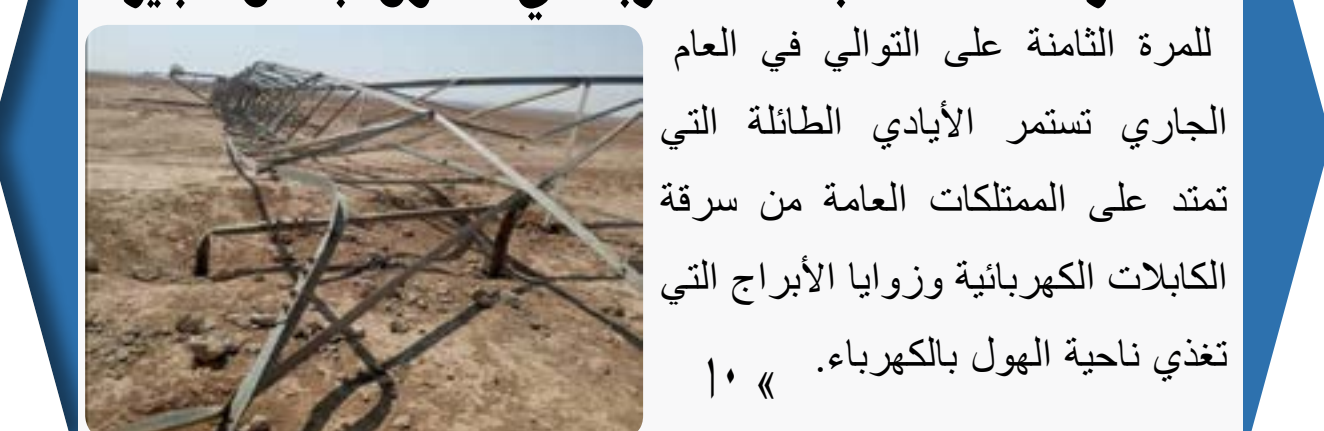 للمرة الثامنة على التوالي في العام
الجاري تستمر الأيادي الطائلة التي
تمتد على الممتلكات العامة من سرقة
الكابلات الكهربائية وزوايا الأبراج التي
تغذي ناحية الهول بالكهرباء.
» ١٠